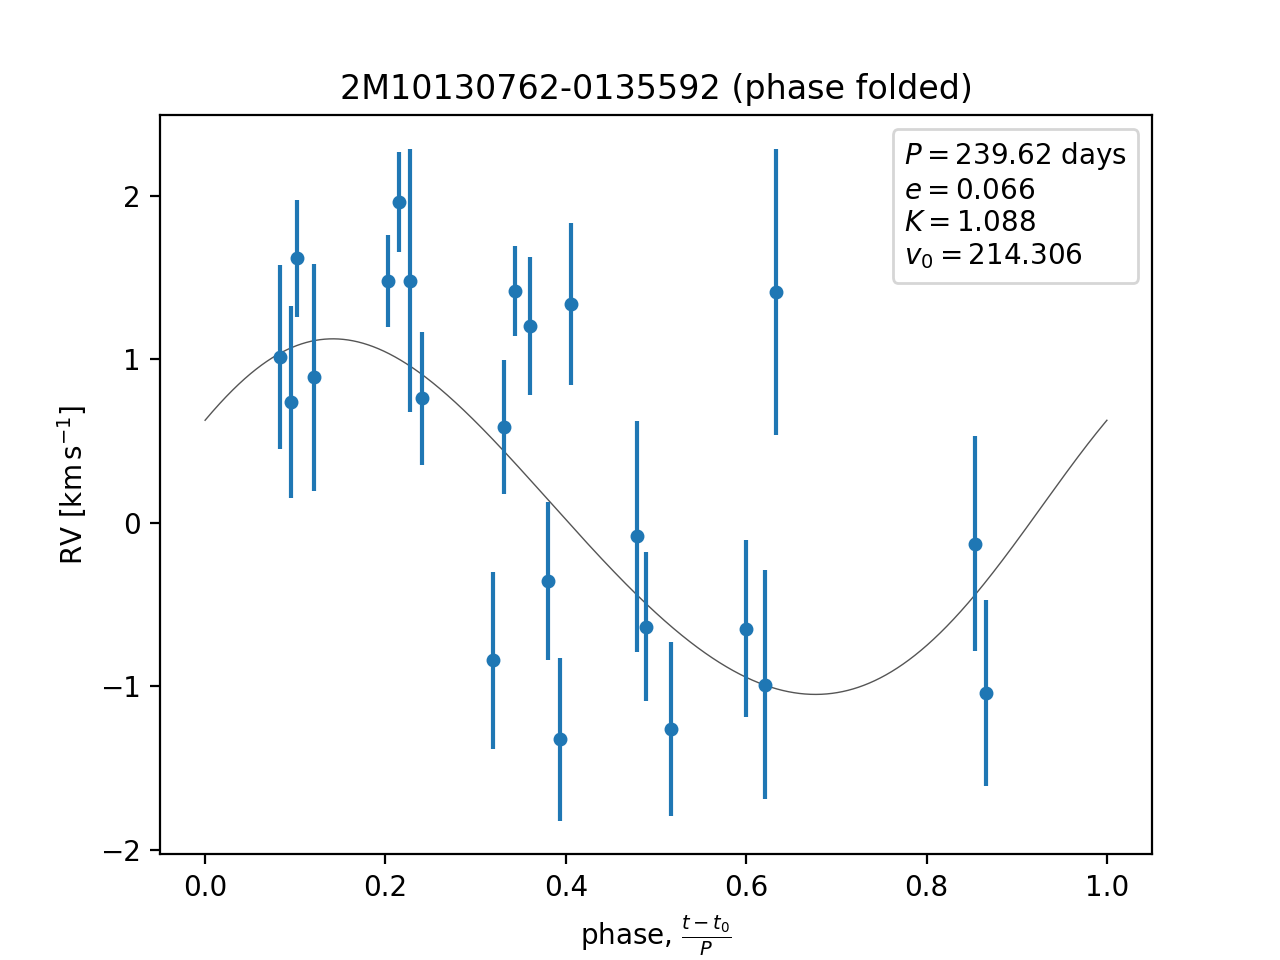 2M10130762-0135592 (phase folded)
P = 239.62 days
e = 0.066
K = 1.088
v₀ = 214.306
2
1
0
−1
−2
RV [km s⁻¹]
0.0 0.2 0.4 0.6 0.8 1.0
phase, (t − t₀)/P